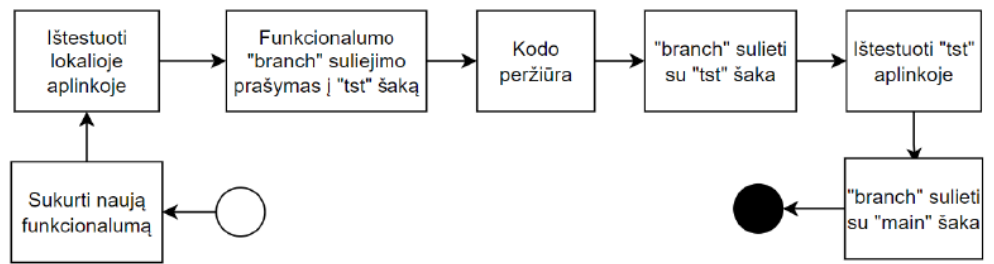 Ištestuoti
lokalioje
aplinkoje
Funkcionalumo
"branch" suliejimo
prašymas į "tst" šaką
Kodo
peržiūra
"branch" sulieti
su "tst" šaka
Ištestuoti "tst"
aplinkoje
Sukurti naują
funkcionalumą
"branch" sulieti
su "main" šaka